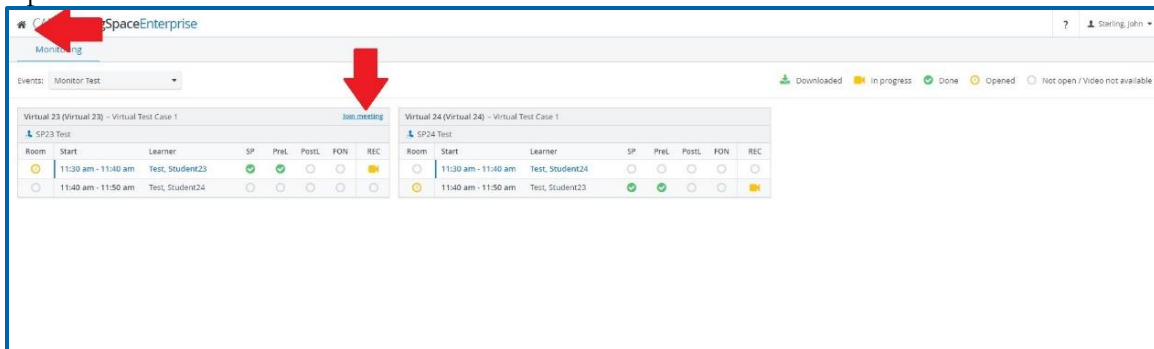 gSpaceEnterprise
? Sterling, John
Monitoring
Events: Monitor Test
Downloaded In progress Done Opened Not open / Video not available
Virtual 23 (Virtual 23) – Virtual Test Case 1 Join meeting
SP23 Test
Room Start Learner SP PreL PostL FON REC
11:30 am - 11:40 am Test, Student23
11:40 am - 11:50 am Test, Student24
Virtual 24 (Virtual 24) – Virtual Test Case 1
SP24 Test
Room Start Learner SP PreL PostL FON REC
11:30 am - 11:40 am Test, Student24
11:40 am - 11:50 am Test, Student23